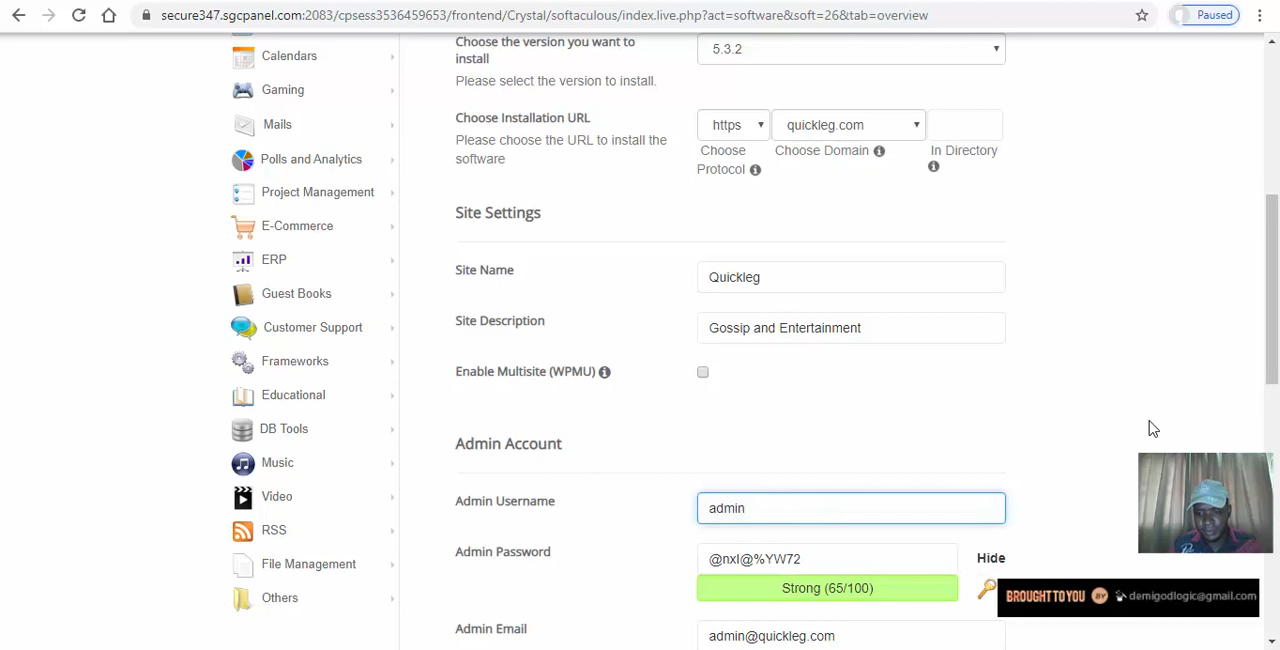 secure347.sgcpanel.com:2083/cpsess3536459653/frontend/Crystal/softaculous/index.live.php?act=software&soft=26&tab=overview
Paused
Calendars
Gaming
Mails
Polls and Analytics
Project Management
E-Commerce
ERP
Guest Books
Customer Support
Frameworks
Educational
DB Tools
Music
Video
RSS
File Management
Others
Choose the version you want to
install
Please select the version to install.
5.3.2
Choose Installation URL
Please choose the URL to install the
software
https
quickleg.com
Choose
Protocol
Choose Domain
In Directory
Site Settings
Site Name
Quickleg
Site Description
Gossip and Entertainment
Enable Multisite (WPMU)
Admin Account
Admin Username
admin
Admin Password
@nxI@%YW72
Hide
Strong (65/100)
Admin Email
admin@quickleg.com
BROUGHT TO YOU BY demigodlogic@gmail.com